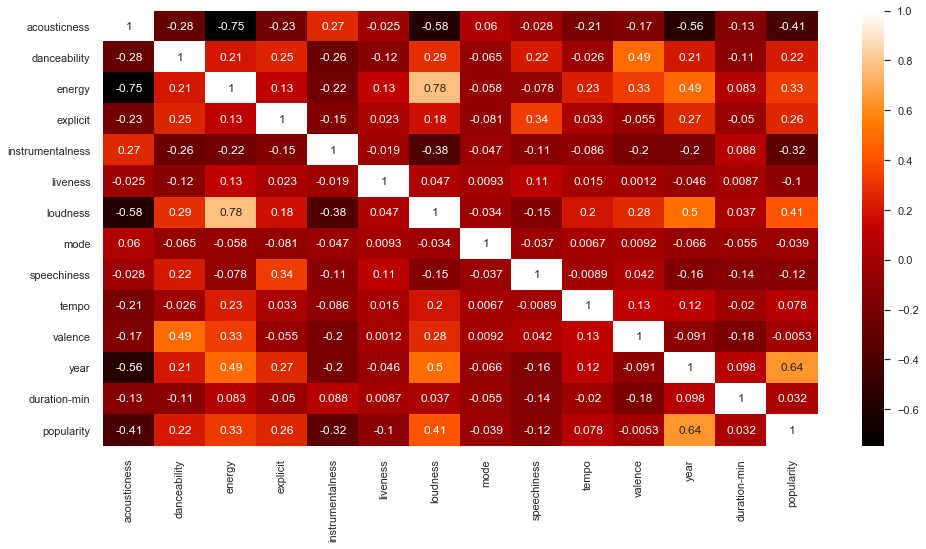 acousticness 1 -0.28 -0.75 -0.23 0.27 -0.025 -0.58 0.06 -0.028 -0.21 -0.17 -0.56 -0.13 -0.41
danceability -0.28 1 0.21 0.25 -0.26 -0.12 0.29 -0.065 0.22 -0.026 0.49 0.21 -0.11 0.22
energy -0.75 0.21 1 0.13 -0.22 0.13 0.78 -0.058 -0.078 0.23 0.33 0.49 0.083 0.33
explicit -0.23 0.25 0.13 1 -0.15 0.023 0.18 -0.081 0.34 0.033 -0.055 0.27 -0.05 0.26
instrumentalness 0.27 -0.26 -0.22 -0.15 1 -0.019 -0.38 -0.047 -0.11 -0.086 -0.2 -0.2 0.088 -0.32
liveness -0.025 -0.12 0.13 0.023 -0.019 1 0.047 0.0093 0.11 0.015 0.0012 -0.046 0.0087 -0.1
loudness -0.58 0.29 0.78 0.18 -0.38 0.047 1 -0.034 -0.15 0.2 0.28 0.5 0.037 0.41
mode 0.06 -0.065 -0.058 -0.081 -0.047 0.0093 -0.034 1 -0.037 0.0067 0.0092 -0.066 -0.055 -0.039
speechiness -0.028 0.22 -0.078 0.34 -0.11 0.11 -0.15 -0.037 1 -0.0089 0.042 -0.16 -0.14 -0.12
tempo -0.21 -0.026 0.23 0.033 -0.086 0.015 0.2 0.0067 -0.0089 1 0.13 0.12 -0.02 0.078
valence -0.17 0.49 0.33 -0.055 -0.2 0.0012 0.28 0.0092 0.042 0.13 1 -0.091 -0.18 -0.0053
year -0.56 0.21 0.49 0.27 -0.2 -0.046 0.5 -0.066 -0.16 0.12 -0.091 1 0.098 0.64
duration-min -0.13 -0.11 0.083 -0.05 0.088 0.0087 0.037 -0.055 -0.14 -0.02 -0.18 0.098 1 0.032
popularity -0.41 0.22 0.33 0.26 -0.32 -0.1 0.41 -0.039 -0.12 0.078 -0.0053 0.64 0.032 1
acousticness danceability energy explicit instrumentalness liveness loudness mode speechiness tempo valence year duration-min popularity
1.0
0.8
0.6
0.4
0.2
0.0
−0.2
−0.4
−0.6